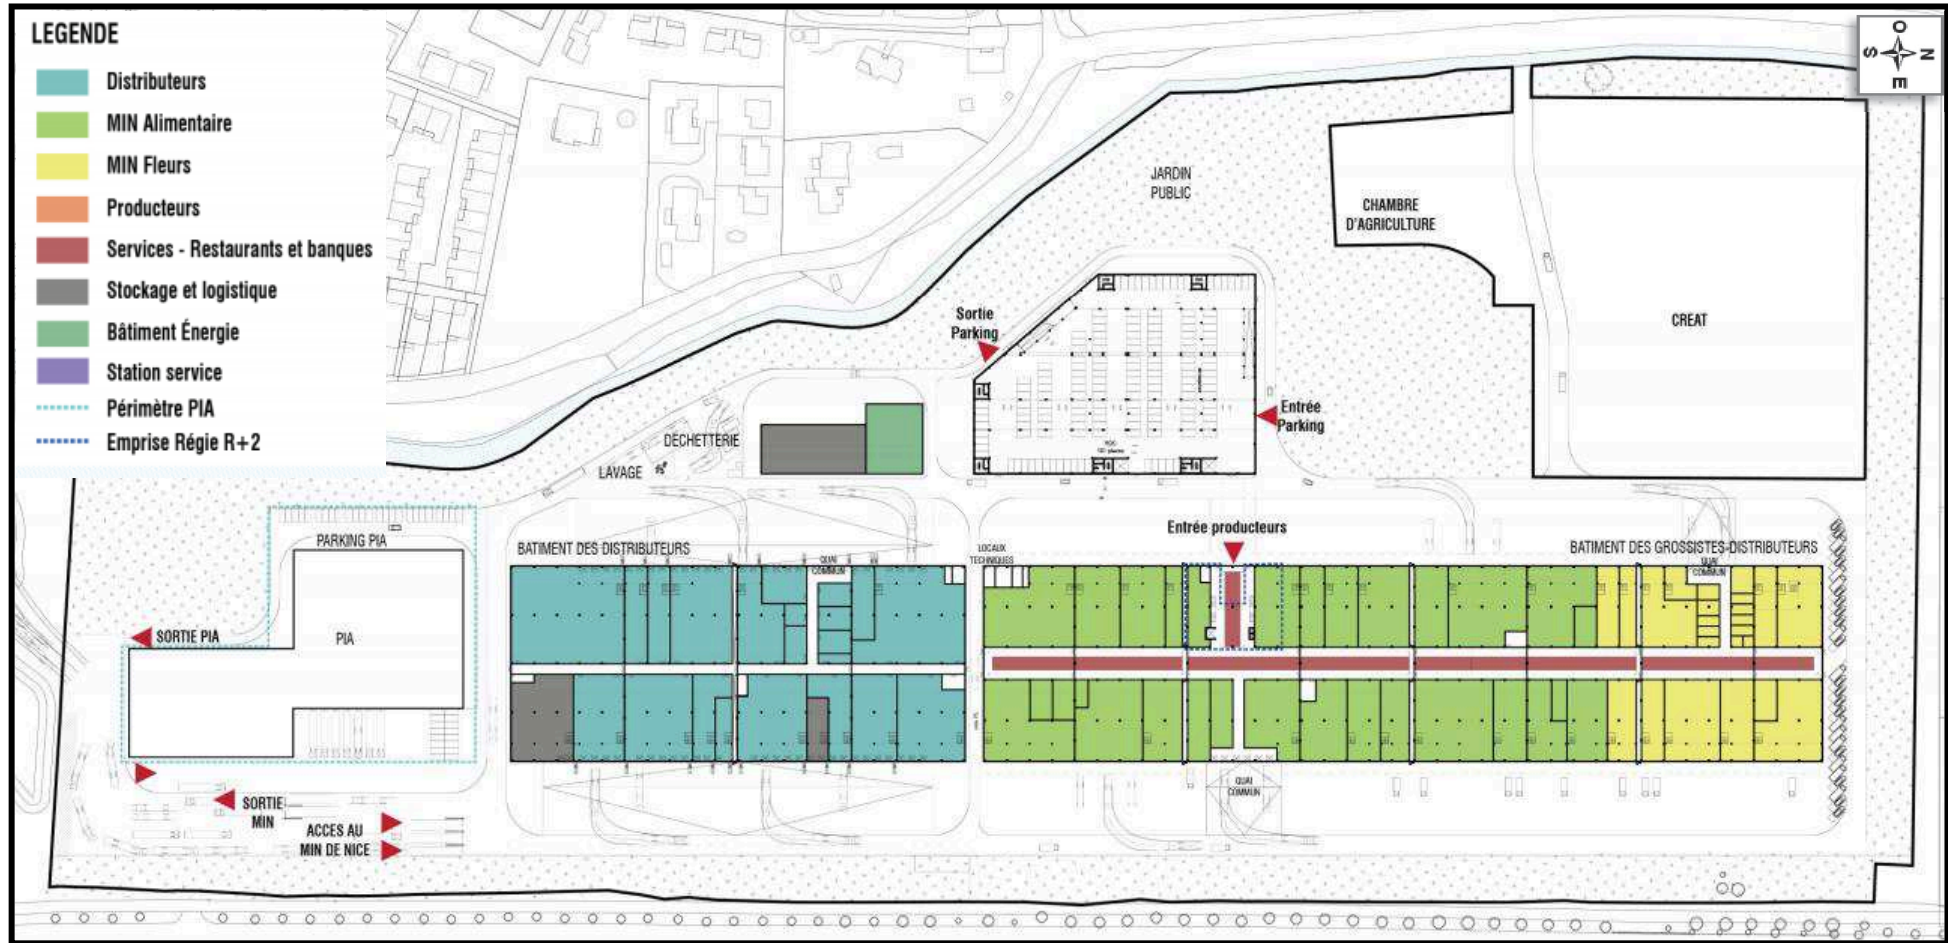 LEGENDE
Distributeurs
MIN Alimentaire
MIN Fleurs
Producteurs
Services - Restaurants et banques
Stockage et logistique
Bâtiment Énergie
Station service
Périmètre PIA
Emprise Régie R+2
O
S
N
E
JARDIN
PUBLIC
CHAMBRE
D'AGRICULTURE
CREAT
Sortie
Parking
Entrée
Parking
DECHETTERIE
LAVAGE
PARKING PIA
PIA
SORTIE PIA
SORTIE
MIN
ACCES AU
MIN DE NICE
BATIMENT DES DISTRIBUTEURS
QUAI
COMMUN
LOCAUX
TECHNIQUES
Entrée producteurs
BATIMENT DES GROSSISTES-DISTRIBUTEURS
QUAI
COMMUN
QUAI
COMMUN